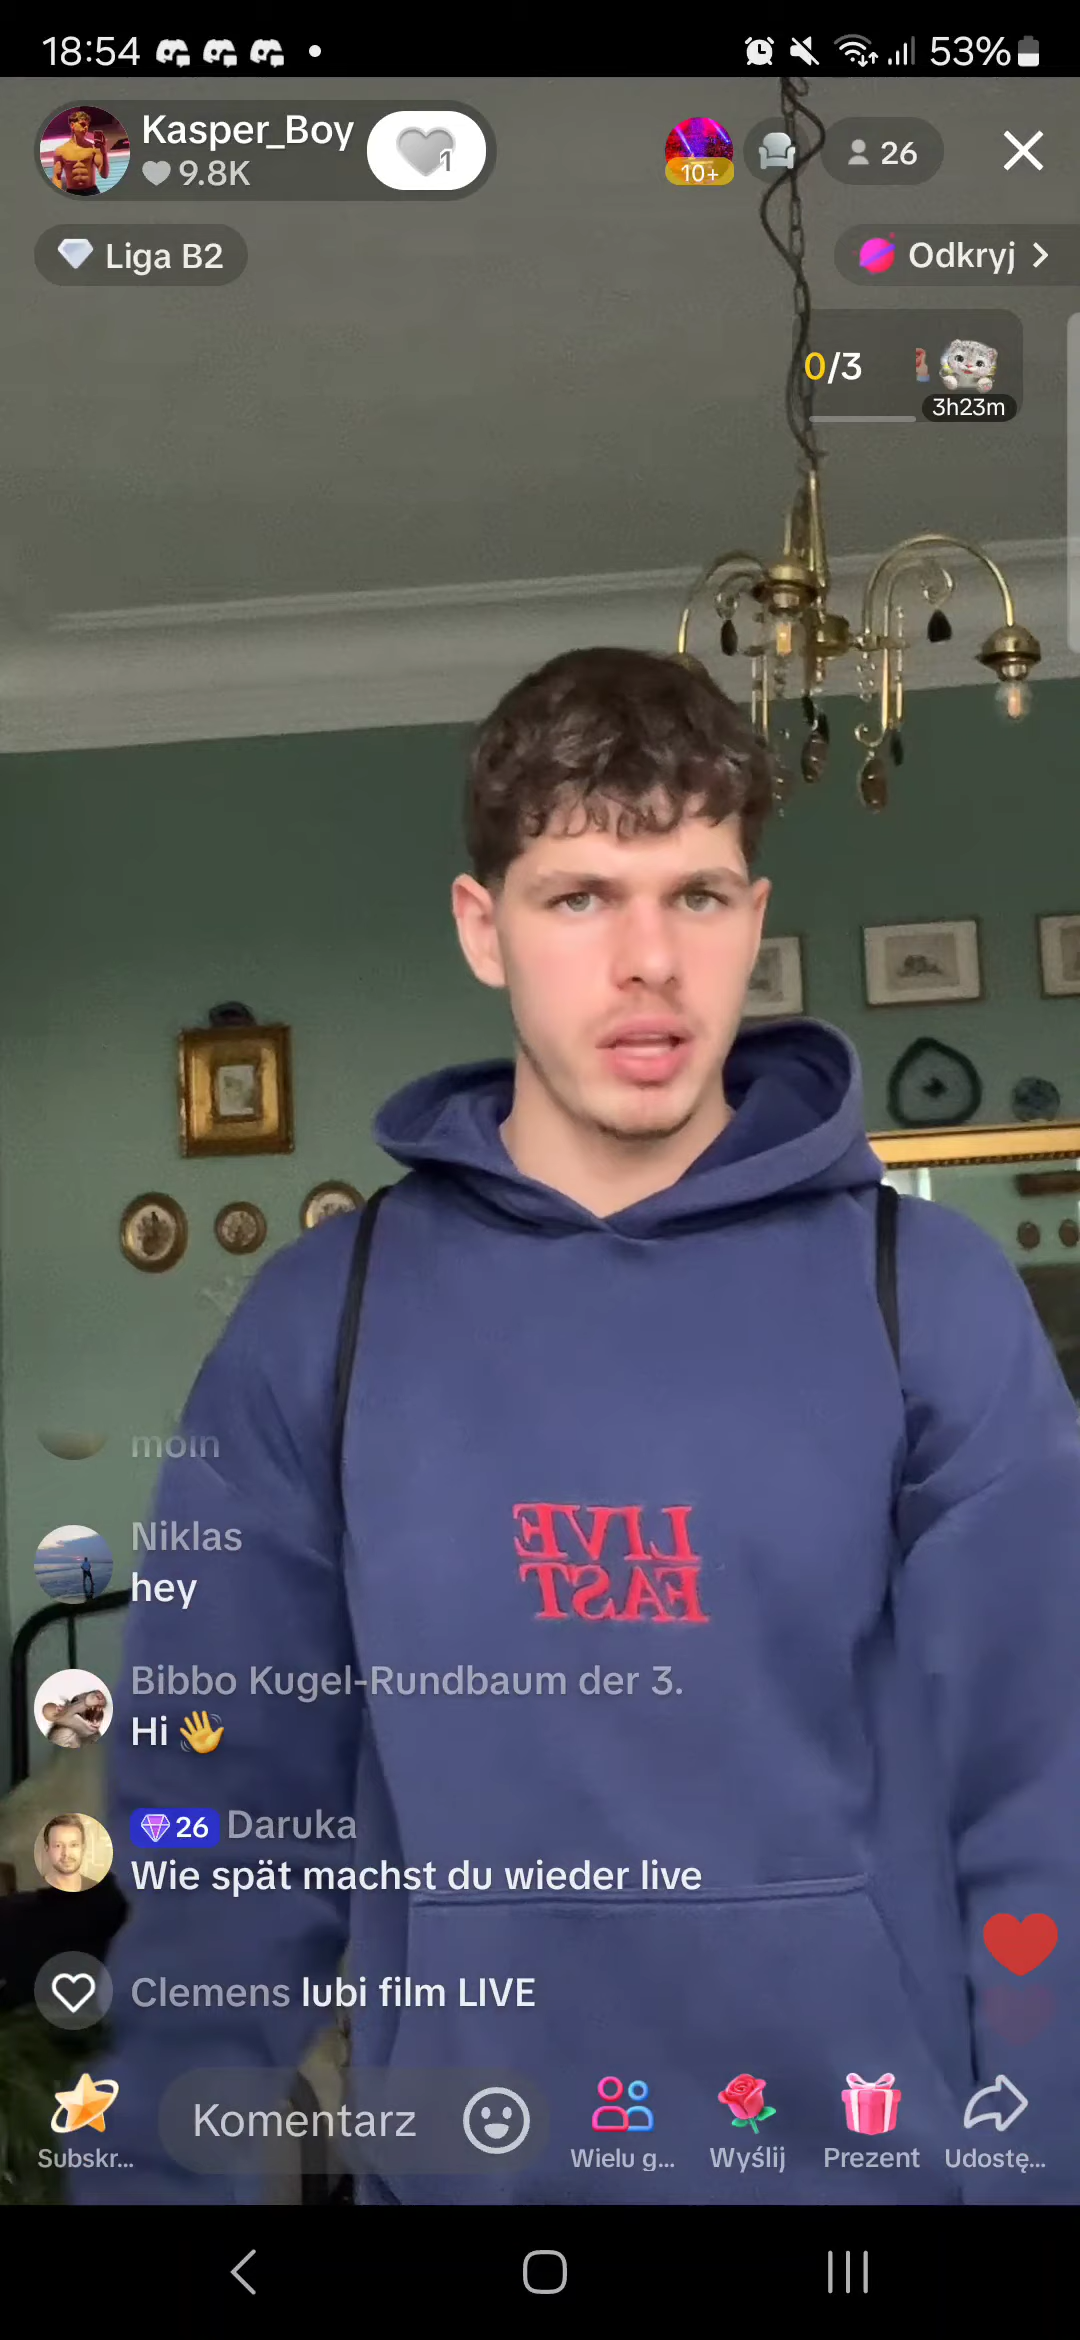 18:54
53%
Kasper_Boy
9.8K
1
10+
26
Liga B2
Odkryj
0/3
3h23m
moin
Niklas
hey
LIVE
FAST
Bibbo Kugel-Rundbaum der 3.
Hi 👋
26 Daruka
Wie spät machst du wieder live
Clemens lubi film LIVE
Komentarz
Subskr...
Wielu g...
Wyślij
Prezent
Udostę...